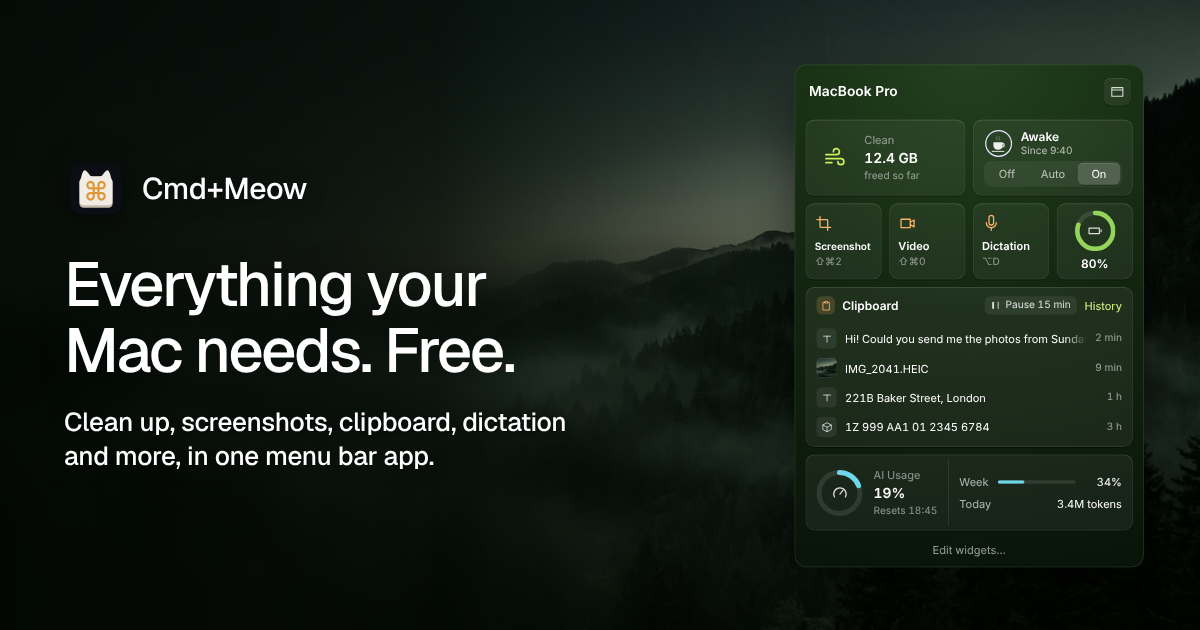 Cmd+Meow
Everything your
Mac needs. Free.
Clean up, screenshots, clipboard, dictation
and more, in one menu bar app.
MacBook Pro
Clean
12.4 GB
freed so far
Awake
Since 9:40
Off Auto On
Screenshot
⇧⌘2
Video
⇧⌘0
Dictation
⌥D
80%
Clipboard
Pause 15 min
History
Hi! Could you send me the photos from Sunda
2 min
IMG_2041.HEIC
9 min
221B Baker Street, London
1 h
1Z 999 AA1 01 2345 6784
3 h
AI Usage
19%
Resets 18:45
Week
34%
Today
3.4M tokens
Edit widgets...